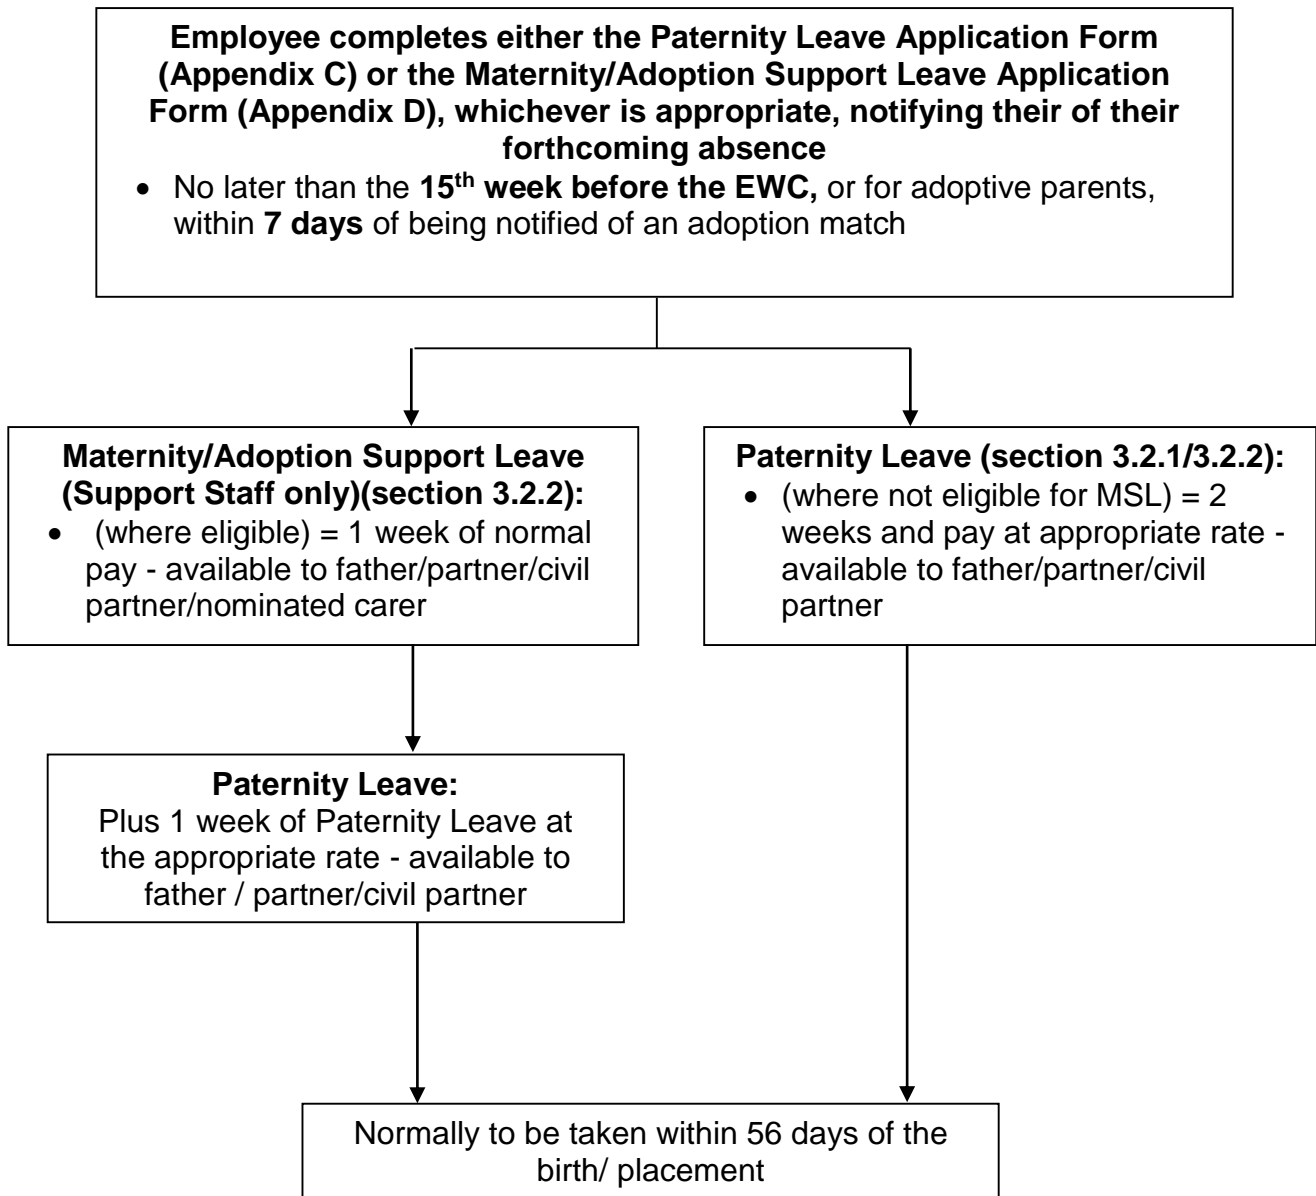 Employee completes either the Paternity Leave Application Form
(Appendix C) or the Maternity/Adoption Support Leave Application
Form (Appendix D), whichever is appropriate, notifying their of their
forthcoming absence
• No later than the 15th week before the EWC, or for adoptive parents,
within 7 days of being notified of an adoption match
Maternity/Adoption Support Leave
(Support Staff only)(section 3.2.2):
• (where eligible) = 1 week of normal
pay - available to father/partner/civil
partner/nominated carer
Paternity Leave (section 3.2.1/3.2.2):
• (where not eligible for MSL) = 2
weeks and pay at appropriate rate -
available to father/partner/civil
partner
Paternity Leave:
Plus 1 week of Paternity Leave at
the appropriate rate - available to
father / partner/civil partner
Normally to be taken within 56 days of the
birth/ placement